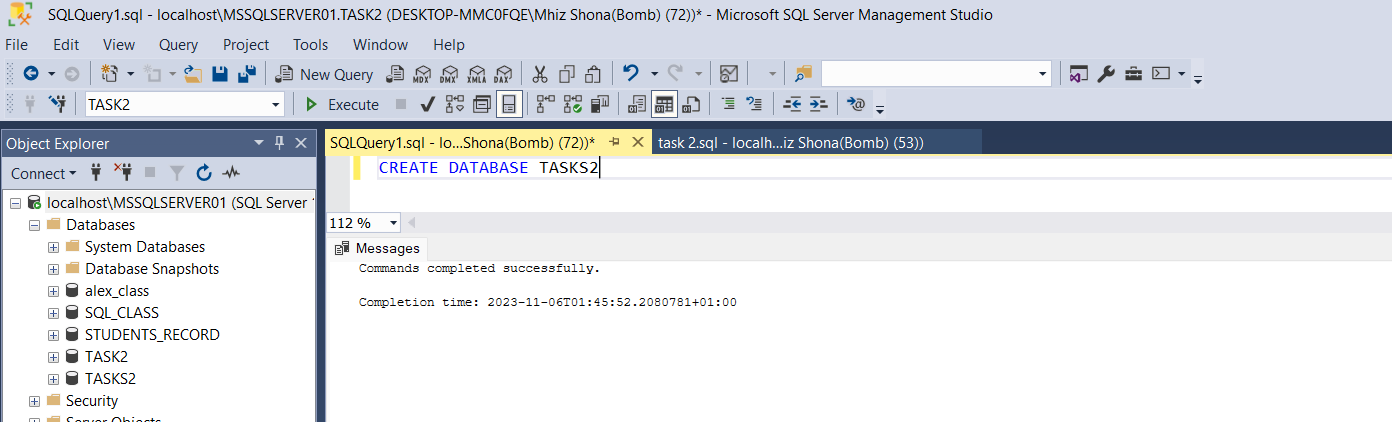 SQLQuery1.sql - localhost\MSSQLSERVER01.TASK2 (DESKTOP-MMC0FQE\Mhiz Shona(Bomb) (72))* - Microsoft SQL Server Management Studio
File Edit View Query Project Tools Window Help
New Query MDX DMX XMLA DAX
TASK2 Execute
Object Explorer
Connect
localhost\MSSQLSERVER01 (SQL Server
Databases
System Databases
Database Snapshots
alex_class
SQL_CLASS
STUDENTS_RECORD
TASK2
TASKS2
Security
Server Objects
SQLQuery1.sql - lo...Shona(Bomb) (72))* task 2.sql - localh...iz Shona(Bomb) (53))
CREATE DATABASE TASKS2
112 %
Messages
Commands completed successfully.
Completion time: 2023-11-06T01:45:52.2080781+01:00